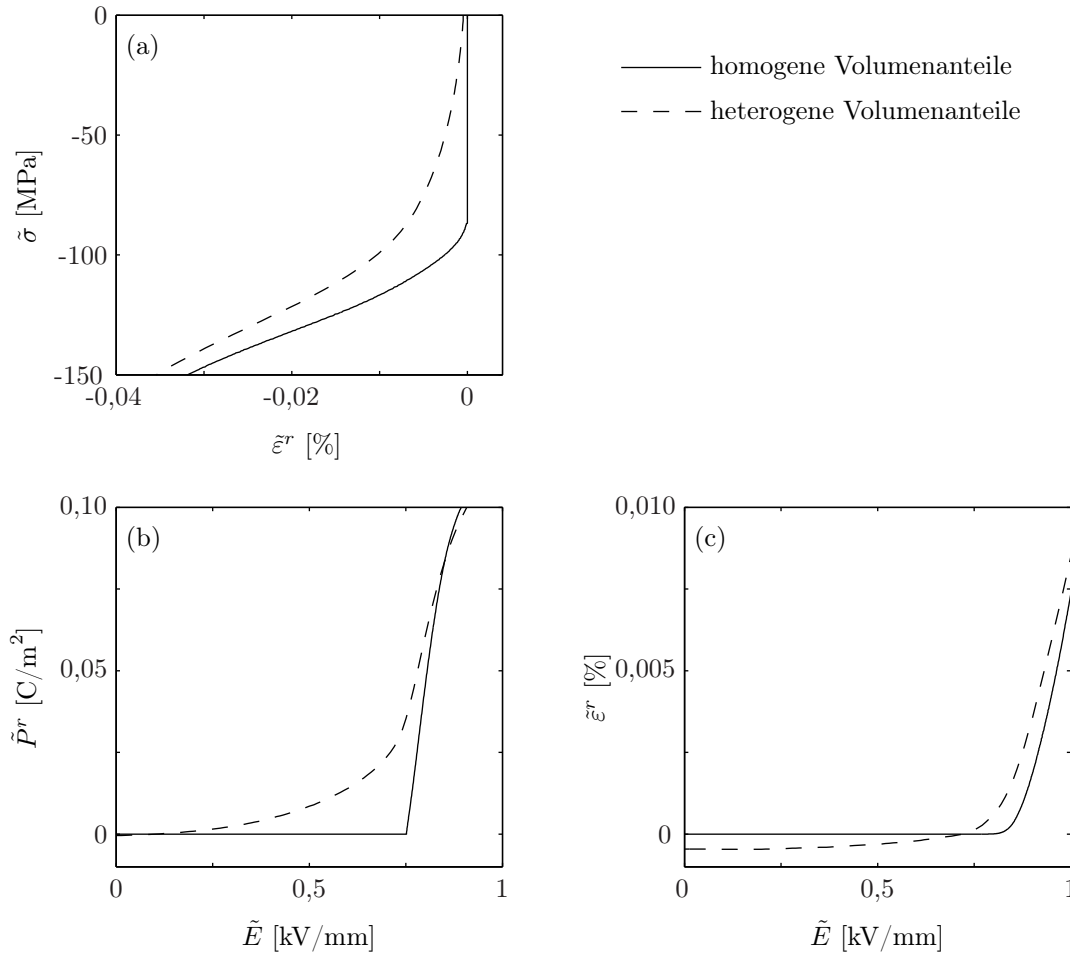 (a)
0
-50
-100
-150
σ̃ [MPa]
-0,04
-0,02
0
ε̃ʳ [%]
homogene Volumenanteile
heterogene Volumenanteile
(b)
0,10
0,05
0
P̃ʳ [C/m²]
0
0,5
1
Ẽ [kV/mm]
(c)
0,010
0,005
0
ε̃ʳ [%]
0
0,5
1
Ẽ [kV/mm]